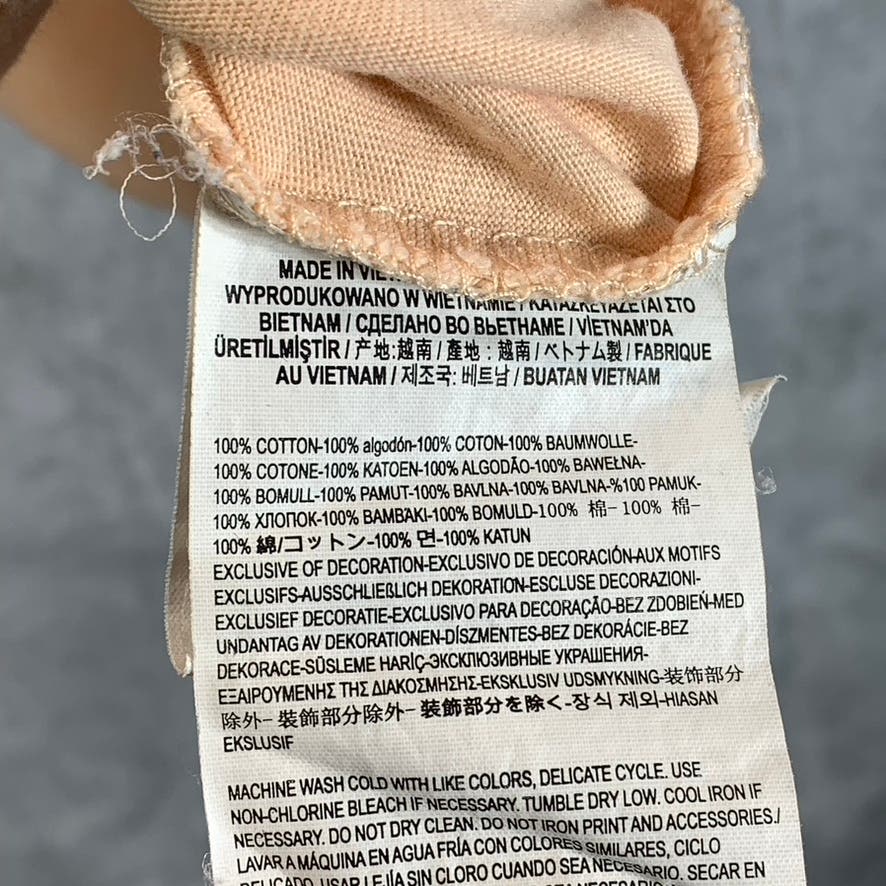 MADE IN
WYPRODUKOWANO W WIETNAMIE / ΚΑΤΑΣΚΕΥΑΖΕΤΑΙ ΣΤΟ
ΒΙΕΤΝΑΜ / СДЕЛАНО ВО ВЬЕТНАМЕ / VİETNAM'DA
ÜRETİLMİŞTİR / 产地:越南 / 產地：越南 / ベトナム製 / FABRIQUE
AU VIETNAM / 제조국: 베트남 / BUATAN VIETNAM
100% COTTON-100% algodón-100% COTON-100% BAUMWOLLE-
100% COTONE-100% KATOEN-100% ALGODÃO-100% BAWEŁNA-
100% BOMULL-100% PAMUT-100% BAVLNA-100% BAVLNA-%100 PAMUK-
100% ХЛОПОК-100% ΒΑΜΒΑΚΙ-100% BOMULD-100% 棉-100% 棉-
100% 綿/コットン-100% 면-100% KATUN
EXCLUSIVE OF DECORATION-EXCLUSIVO DE DECORACIÓN-AUX MOTIFS
EXCLUSIFS-AUSSCHLIEßLICH DEKORATION-ESCLUSE DECORAZIONI-
EXCLUSIEF DECORATIE-EXCLUSIVO PARA DECORAÇÃO-BEZ ZDOBIEŃ-MED
UNDANTAG AV DEKORATIONEN-DÍSZMENTES-BEZ DEKORÁCIE-BEZ
DEKORACE-SÜSLEME HARİÇ-ЭКСКЛЮЗИВНЫЕ УКРАШЕНИЯ-
ΕΞΑΙΡΟΥΜΕΝΗΣ ΤΗΣ ΔΙΑΚΟΣΜΗΣΗΣ-EKSKLUSIV UDSMYKNING-装饰部分
除外-裝飾部分除外-装飾部分を除く-장식 제외-HIASAN
EKSLUSIF
MACHINE WASH COLD WITH LIKE COLORS, DELICATE CYCLE. USE
NON-CHLORINE BLEACH IF NECESSARY. TUMBLE DRY LOW. COOL IRON IF
NECESSARY. DO NOT DRY CLEAN. DO NOT IRON PRINT AND ACCESSORIES./
LAVAR A MÁQUINA EN AGUA FRÍA CON COLORES SIMILARES, CICLO
DELICADO. USAR LEJÍA SIN CLORO CUANDO SEA NECESARIO. SECAR EN